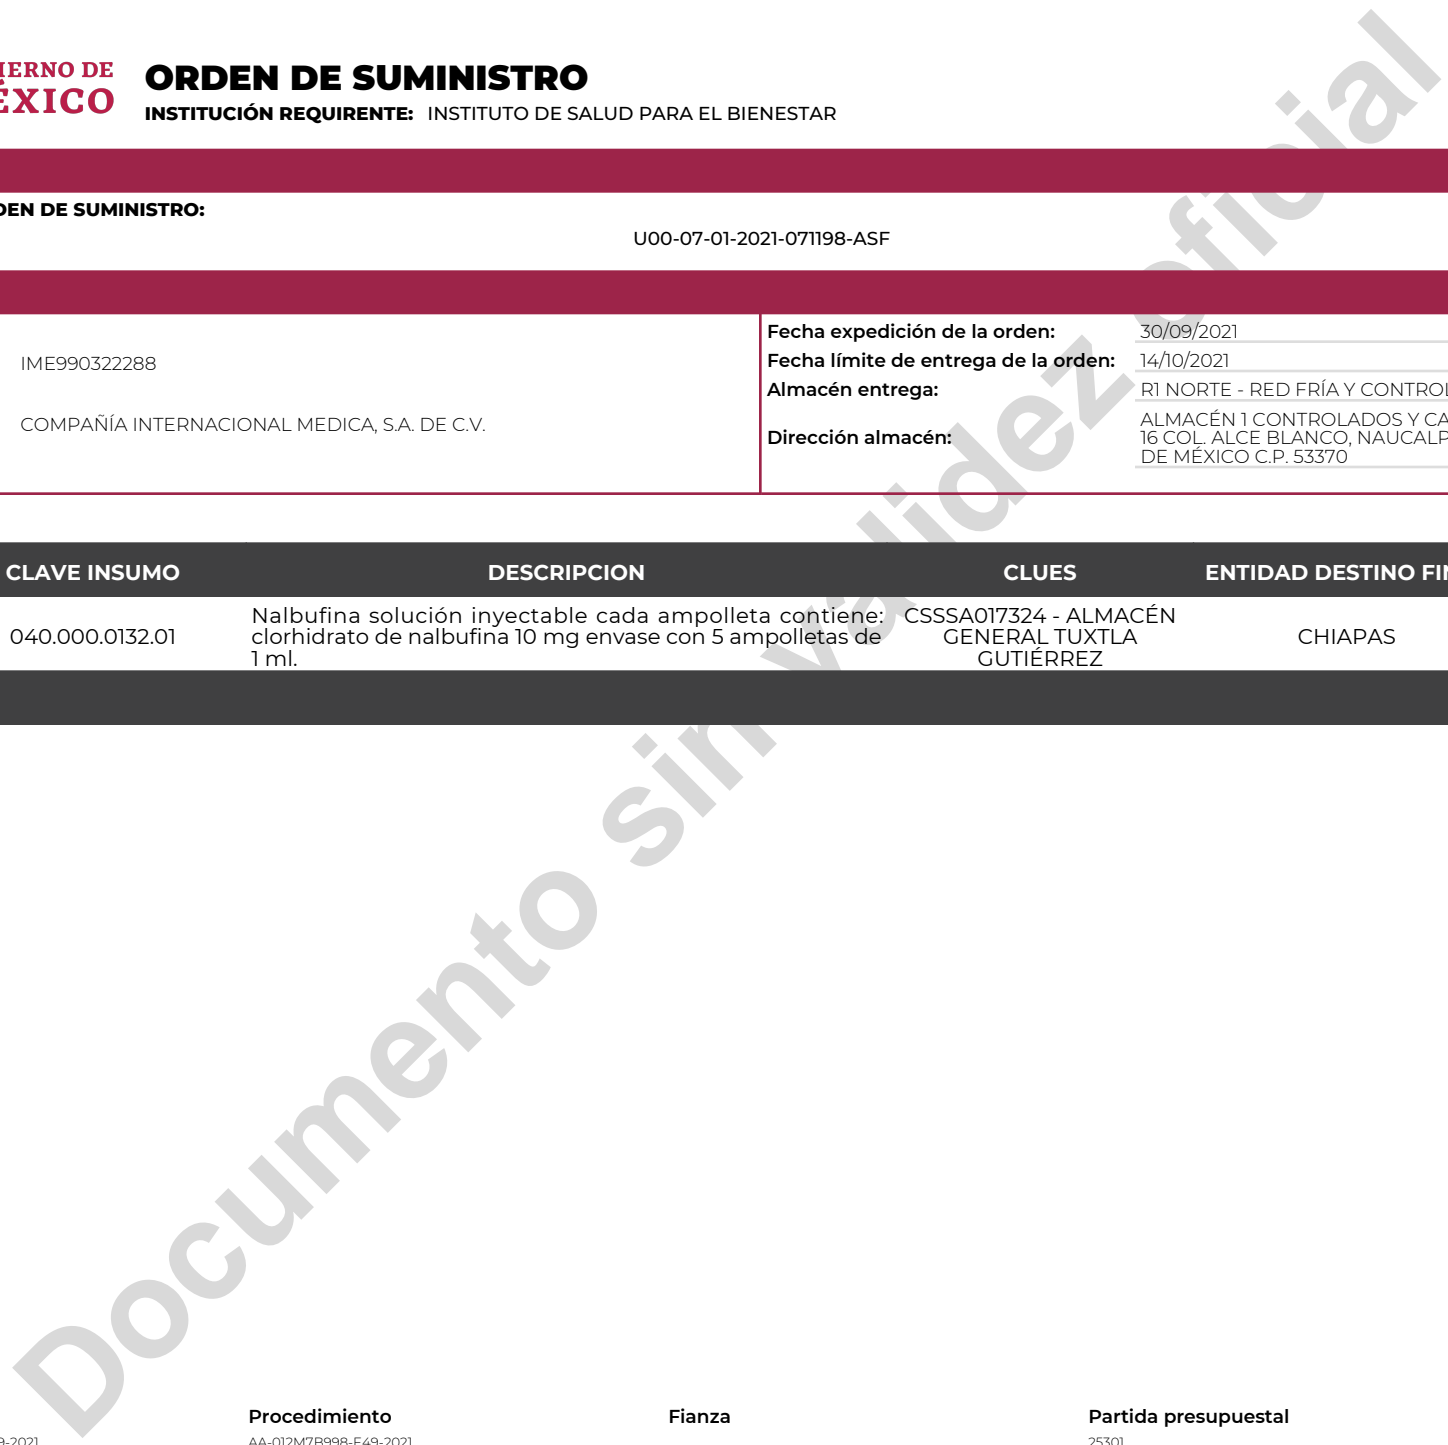 IERNO DE
ÉXICO
ORDEN DE SUMINISTRO
INSTITUCIÓN REQUIRENTE: INSTITUTO DE SALUD PARA EL BIENESTAR
DEN DE SUMINISTRO:
U00-07-01-2021-071198-ASF
IME990322288
COMPAÑÍA INTERNACIONAL MEDICA, S.A. DE C.V.
Fecha expedición de la orden: 30/09/2021
Fecha límite de entrega de la orden: 14/10/2021
Almacén entrega: R1 NORTE - RED FRÍA Y CONTROL
Dirección almacén: ALMACÉN 1 CONTROLADOS Y CA
16 COL. ALCE BLANCO, NAUCALP
DE MÉXICO C.P. 53370
CLAVE INSUMO DESCRIPCION CLUES ENTIDAD DESTINO FIN
040.000.0132.01
Nalbufina solución inyectable cada ampolleta contiene:
clorhidrato de nalbufina 10 mg envase con 5 ampolletas de
1 ml.
CSSSA017324 - ALMACÉN
GENERAL TUXTLA
GUTIÉRREZ
CHIAPAS
Documento sin validez oficial
Procedimiento Fianza Partida presupuestal
9-2021 AA-012M7B998-E49-2021 25301